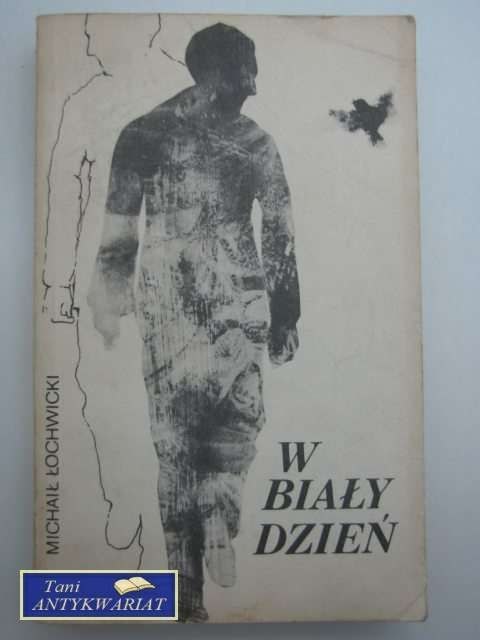 MICHAIŁ ŁOCHWICKI
W
BIAŁY
DZIEŃ
Tani
ANTYKWARIAT